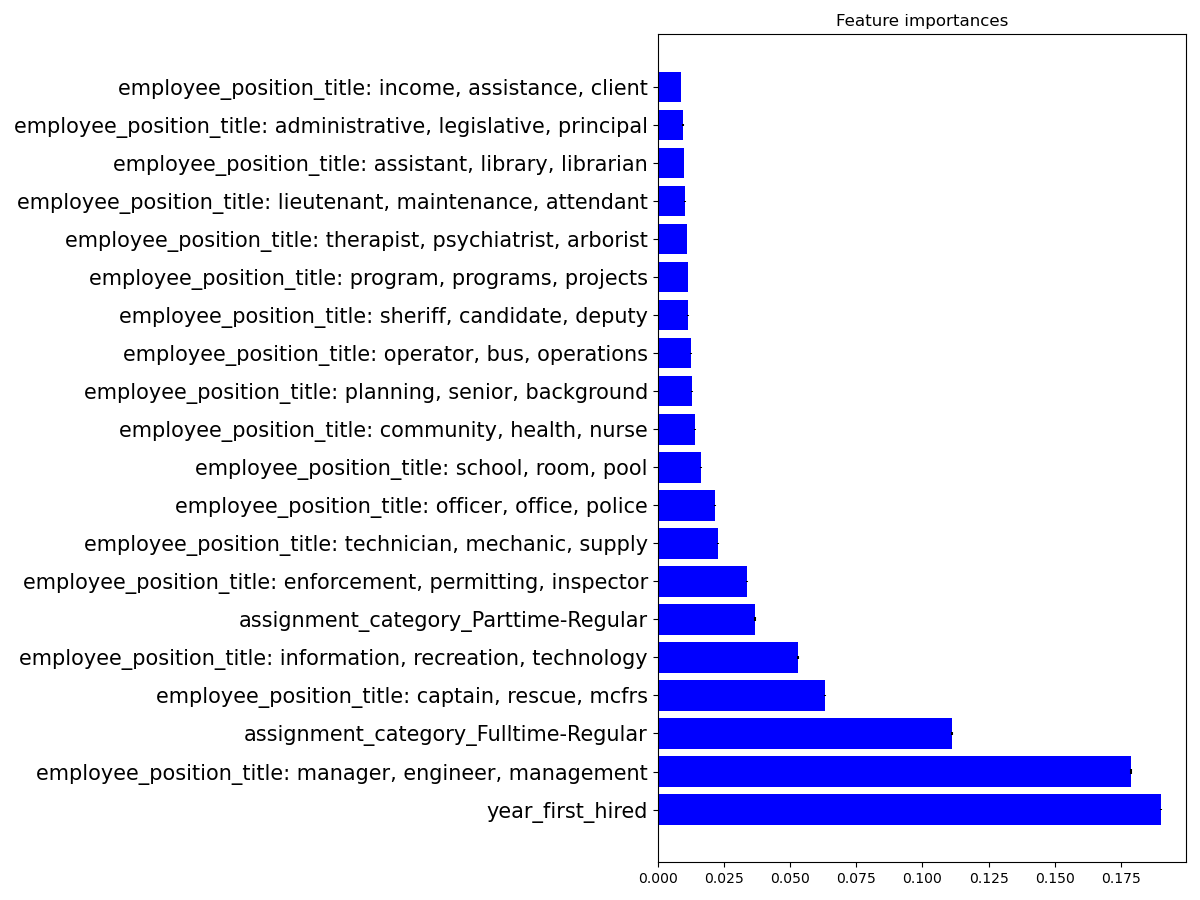 Feature importances
employee_position_title: income, assistance, client
employee_position_title: administrative, legislative, principal
employee_position_title: assistant, library, librarian
employee_position_title: lieutenant, maintenance, attendant
employee_position_title: therapist, psychiatrist, arborist
employee_position_title: program, programs, projects
employee_position_title: sheriff, candidate, deputy
employee_position_title: operator, bus, operations
employee_position_title: planning, senior, background
employee_position_title: community, health, nurse
employee_position_title: school, room, pool
employee_position_title: officer, office, police
employee_position_title: technician, mechanic, supply
employee_position_title: enforcement, permitting, inspector
assignment_category_Parttime-Regular
employee_position_title: information, recreation, technology
employee_position_title: captain, rescue, mcfrs
assignment_category_Fulltime-Regular
employee_position_title: manager, engineer, management
year_first_hired
0.000 0.025 0.050 0.075 0.100 0.125 0.150 0.175